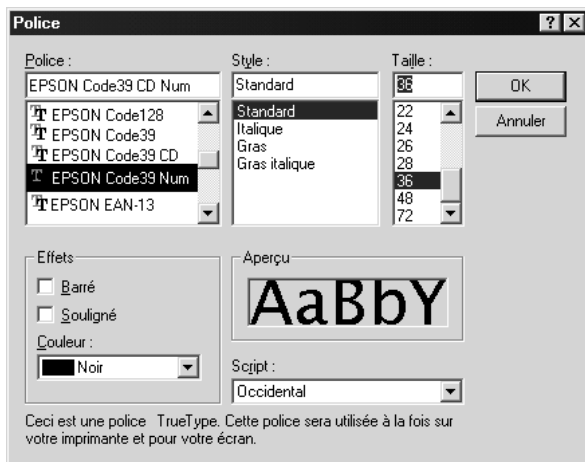 Police
Police :
EPSON Code39 CD Num
EPSON Code128
EPSON Code39
EPSON Code39 CD
EPSON Code39 Num
EPSON EAN-13
Style :
Standard
Standard
Italique
Gras
Gras italique
Taille :
36
22
24
26
28
36
48
72
OK
Annuler
Effets
Barré
Souligné
Couleur :
Noir
Aperçu
AaBbY
Script :
Occidental
Ceci est une police TrueType. Cette police sera utilisée à la fois sur
votre imprimante et pour votre écran.